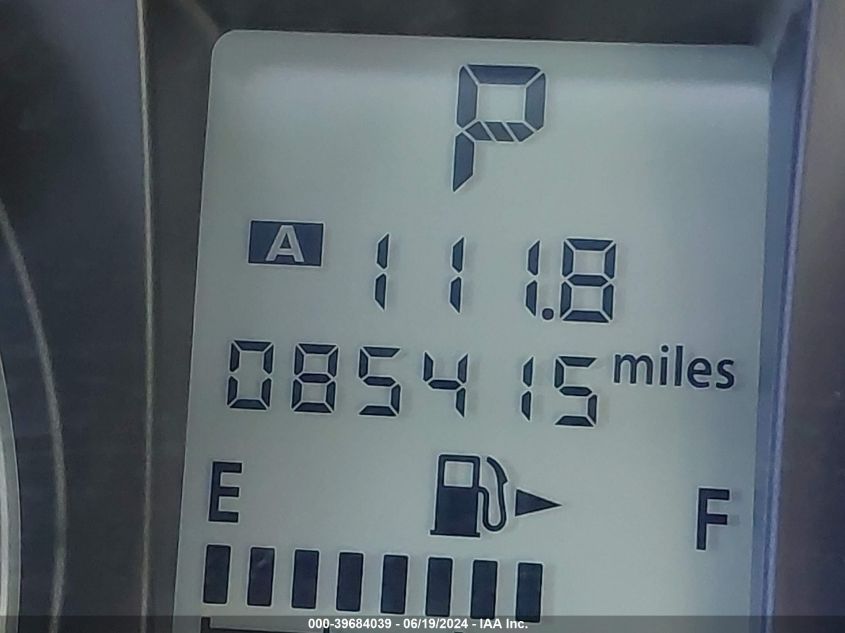 P
A 111.8
085415 miles
E F
000-39684039 - 06/19/2024 - IAA Inc.